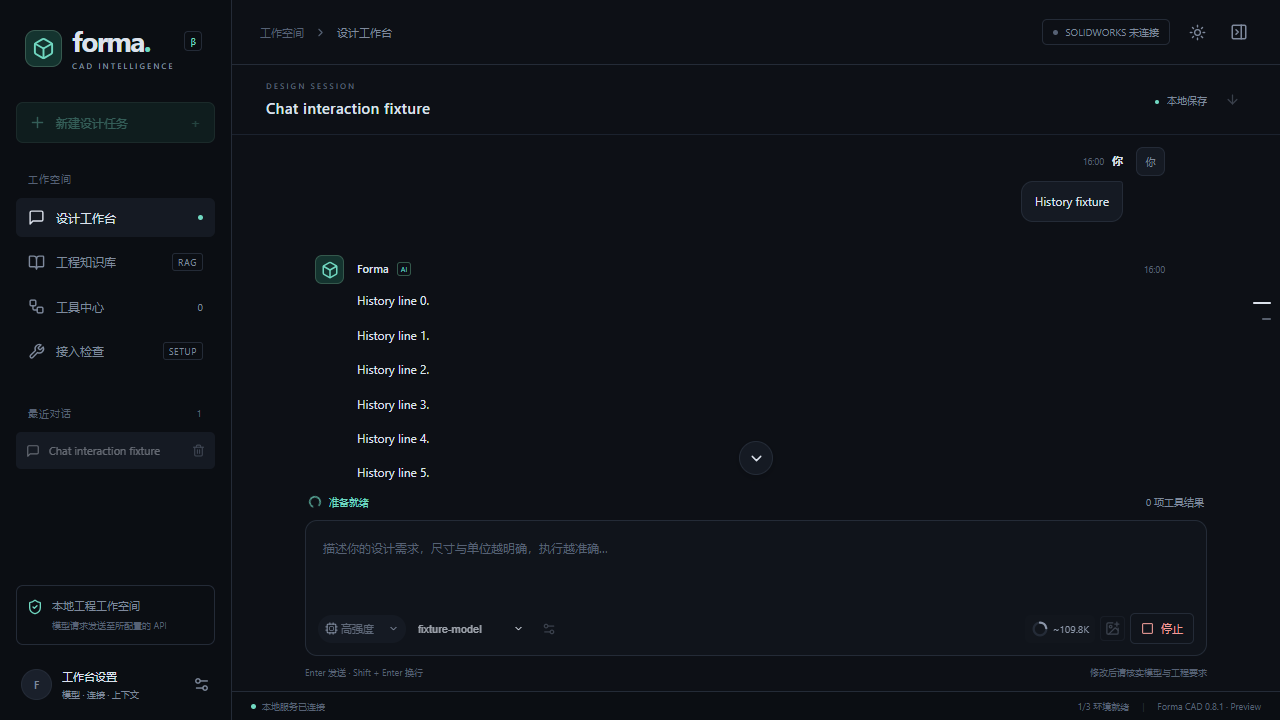 forma.
β
CAD INTELLIGENCE
新建设计任务
工作空间
设计工作台
工程知识库 RAG
工具中心 0
接入检查 SETUP
最近对话 1
Chat interaction fixture
本地工程工作空间
模型请求发送至所配置的 API
F
工作台设置
模型 · 连接 · 上下文
工作空间 设计工作台
SOLIDWORKS 未连接
DESIGN SESSION
Chat interaction fixture
本地保存
16:00 你 你
History fixture
Forma AI 16:00
History line 0.
History line 1.
History line 2.
History line 3.
History line 4.
History line 5.
准备就绪 0 项工具结果
描述你的设计需求，尺寸与单位越明确，执行越准确...
高强度 fixture-model ~109.8K 停止
Enter 发送 · Shift + Enter 换行 修改后请核实模型与工程要求
本地服务已连接 1/3 环境就绪 Forma CAD 0.8.1 · Preview